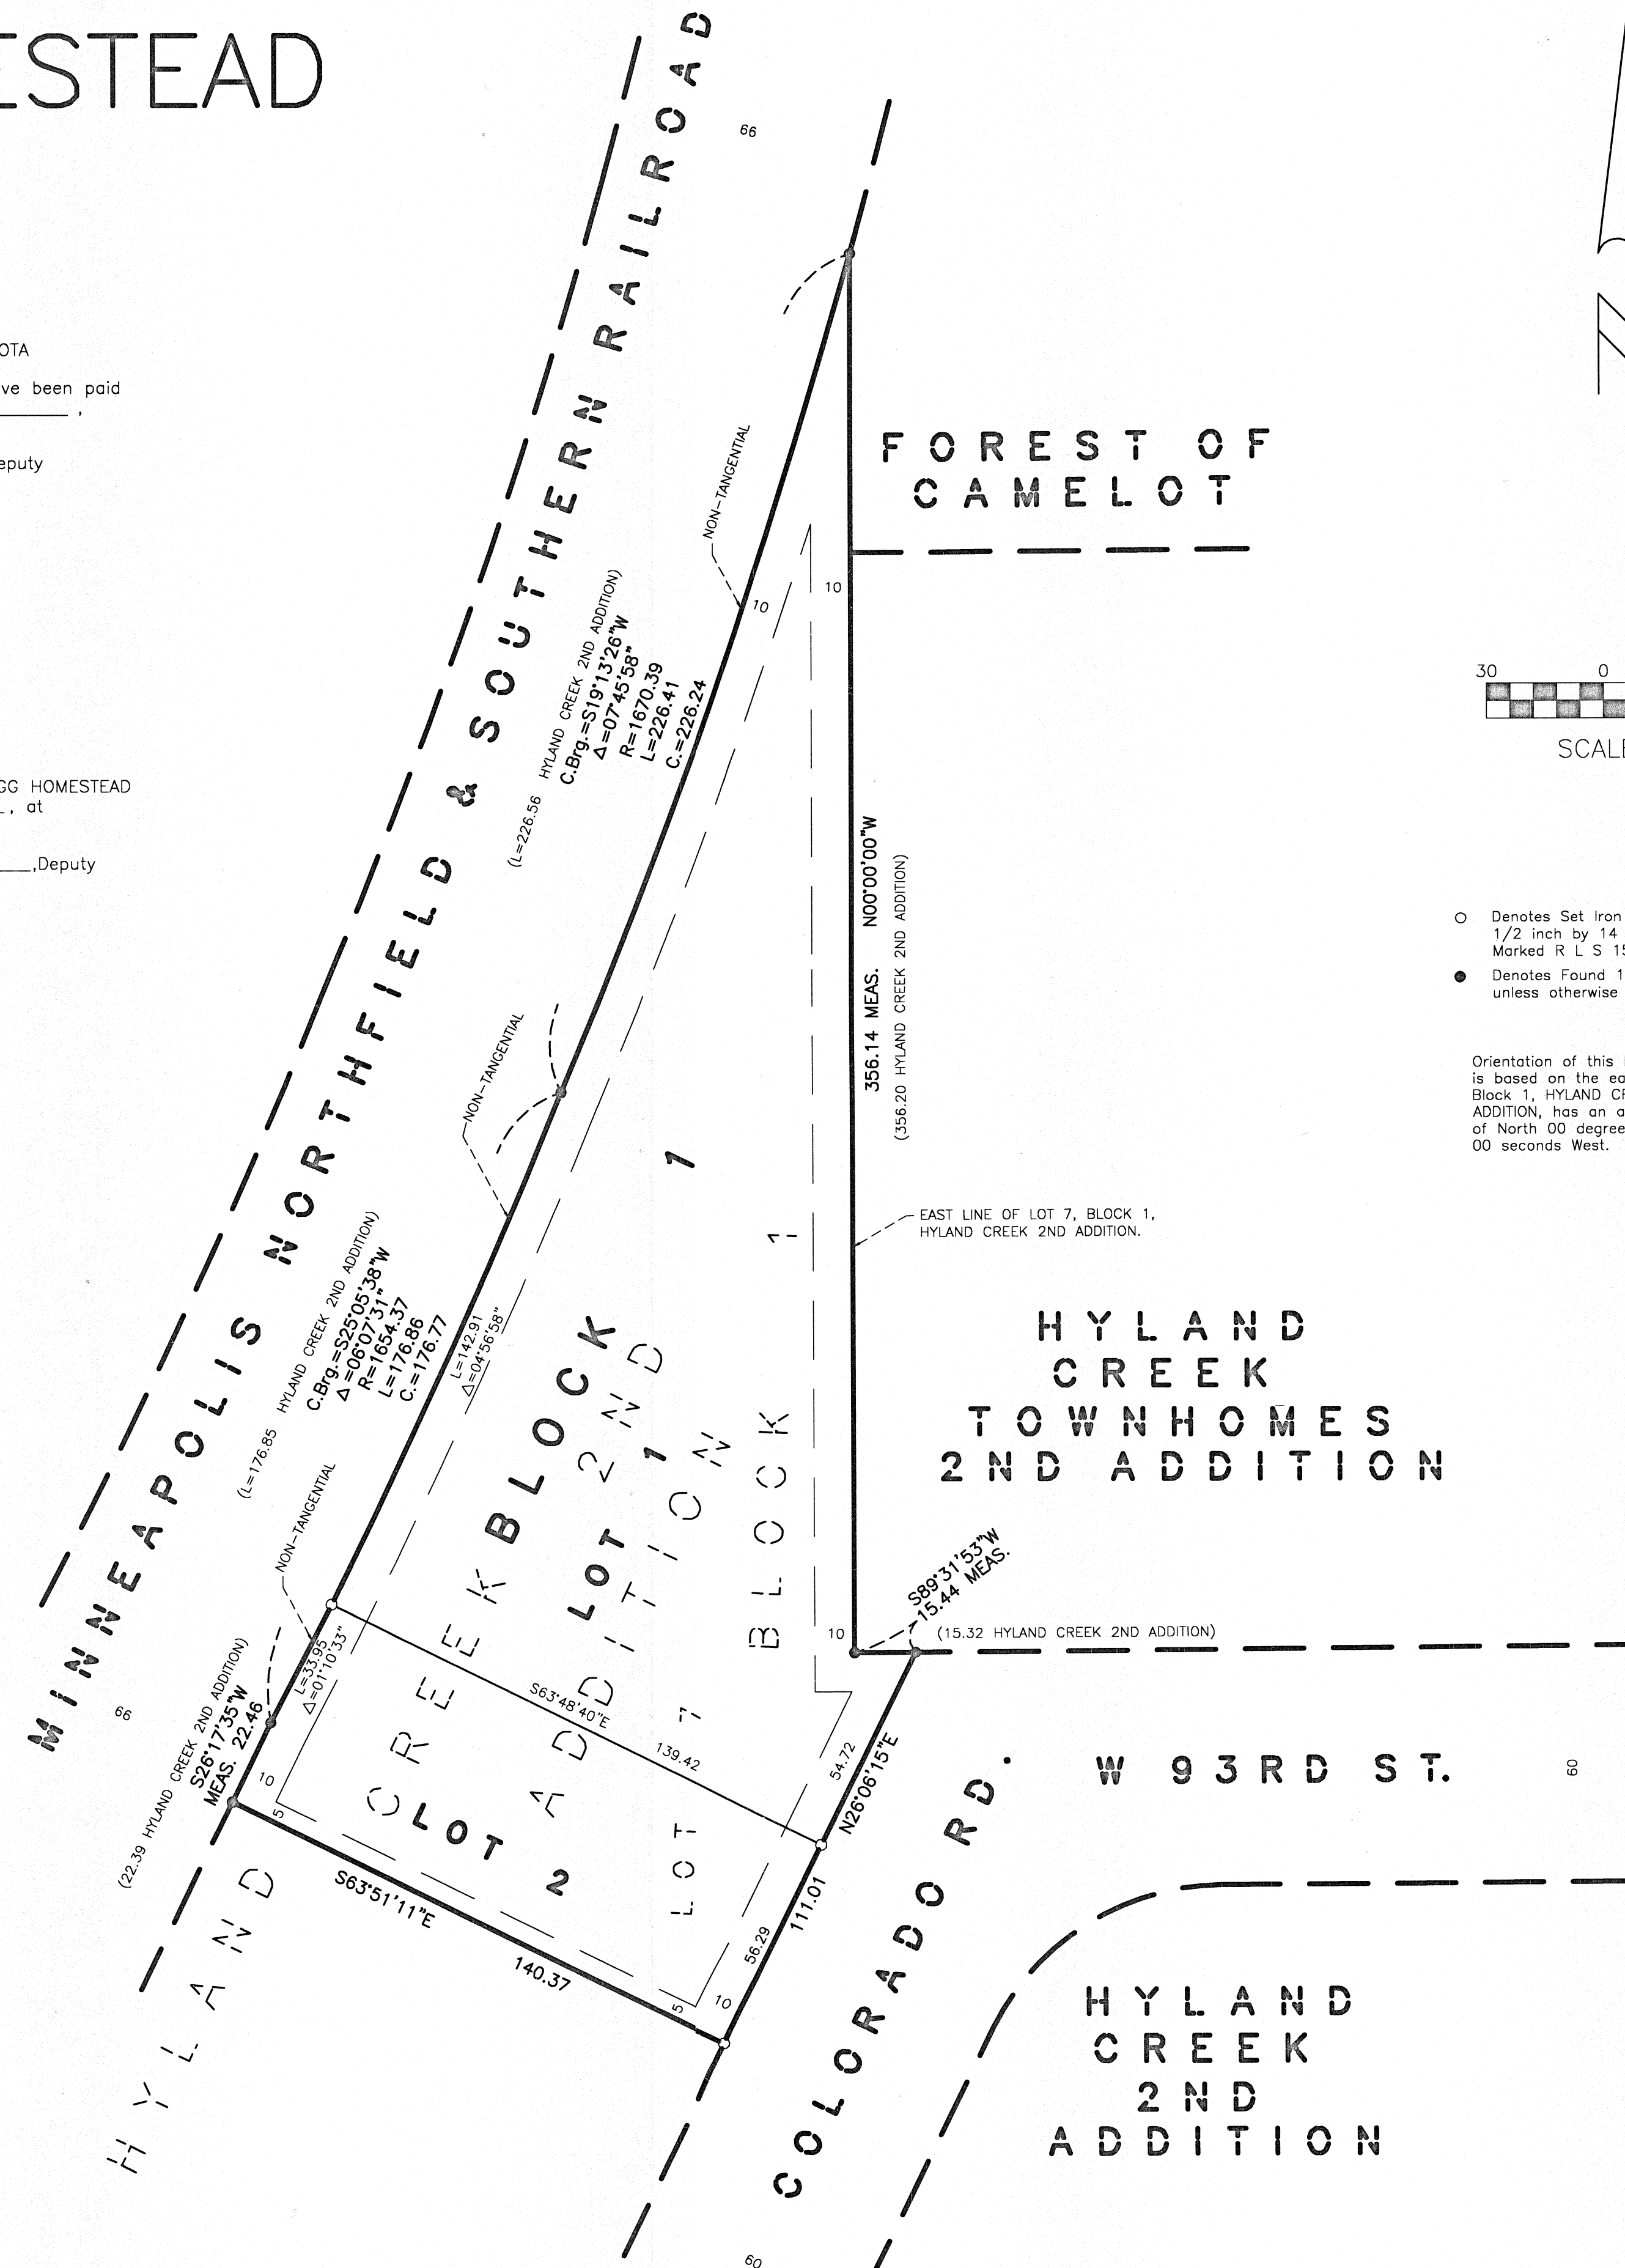 ESTEAD
OTA
ve been paid
,
eputy
GG HOMESTEAD
, at
,Deputy
MINNEAPOLIS NORTHFIELD & SOUTHERN RAILROAD
66
66
FOREST OF
CAMELOT
NON-TANGENTIAL
10
10
(L=226.56 HYLAND CREEK 2ND ADDITION)
C.Brg.=S19°13'26"W
Δ=07°45'58"
R=1670.39
L=226.41
C.=226.24
30 0
SCALE
356.14 MEAS. N00°00'00"W
(356.20 HYLAND CREEK 2ND ADDITION)
○ Denotes Set Iron
1/2 inch by 14
Marked R L S 15
● Denotes Found 1
unless otherwise
Orientation of this
is based on the ea
Block 1, HYLAND CR
ADDITION, has an a
of North 00 degree
00 seconds West.
NON-TANGENTIAL
EAST LINE OF LOT 7, BLOCK 1,
HYLAND CREEK 2ND ADDITION.
(L=176.85 HYLAND CREEK 2ND ADDITION)
C.Brg.=S25°05'38"W
Δ=06°07'31"
R=1654.37
L=176.86
C.=176.77
L=142.91
Δ=04°56'58"
BLOCK 1
LOT 1
HYLAND CREEK 2ND
ADDITION
BLOCK 1
LOT 7
HYLAND
CREEK
TOWNHOMES
2ND ADDITION
NON-TANGENTIAL
L=33.95
Δ=01°10'33"
S89°31'53"W
15.44 MEAS.
(15.32 HYLAND CREEK 2ND ADDITION)
10
S63°48'40"E
139.42
(22.39 HYLAND CREEK 2ND ADDITION)
S26°17'35"W
MEAS. 22.46
10
5
LOT 2
54.72
N26°06'15"E
111.01
56.29
S63°51'11"E
140.37
5
10
W 93RD ST.
60
COLORADO RD.
60
HYLAND
CREEK
2ND
ADDITION